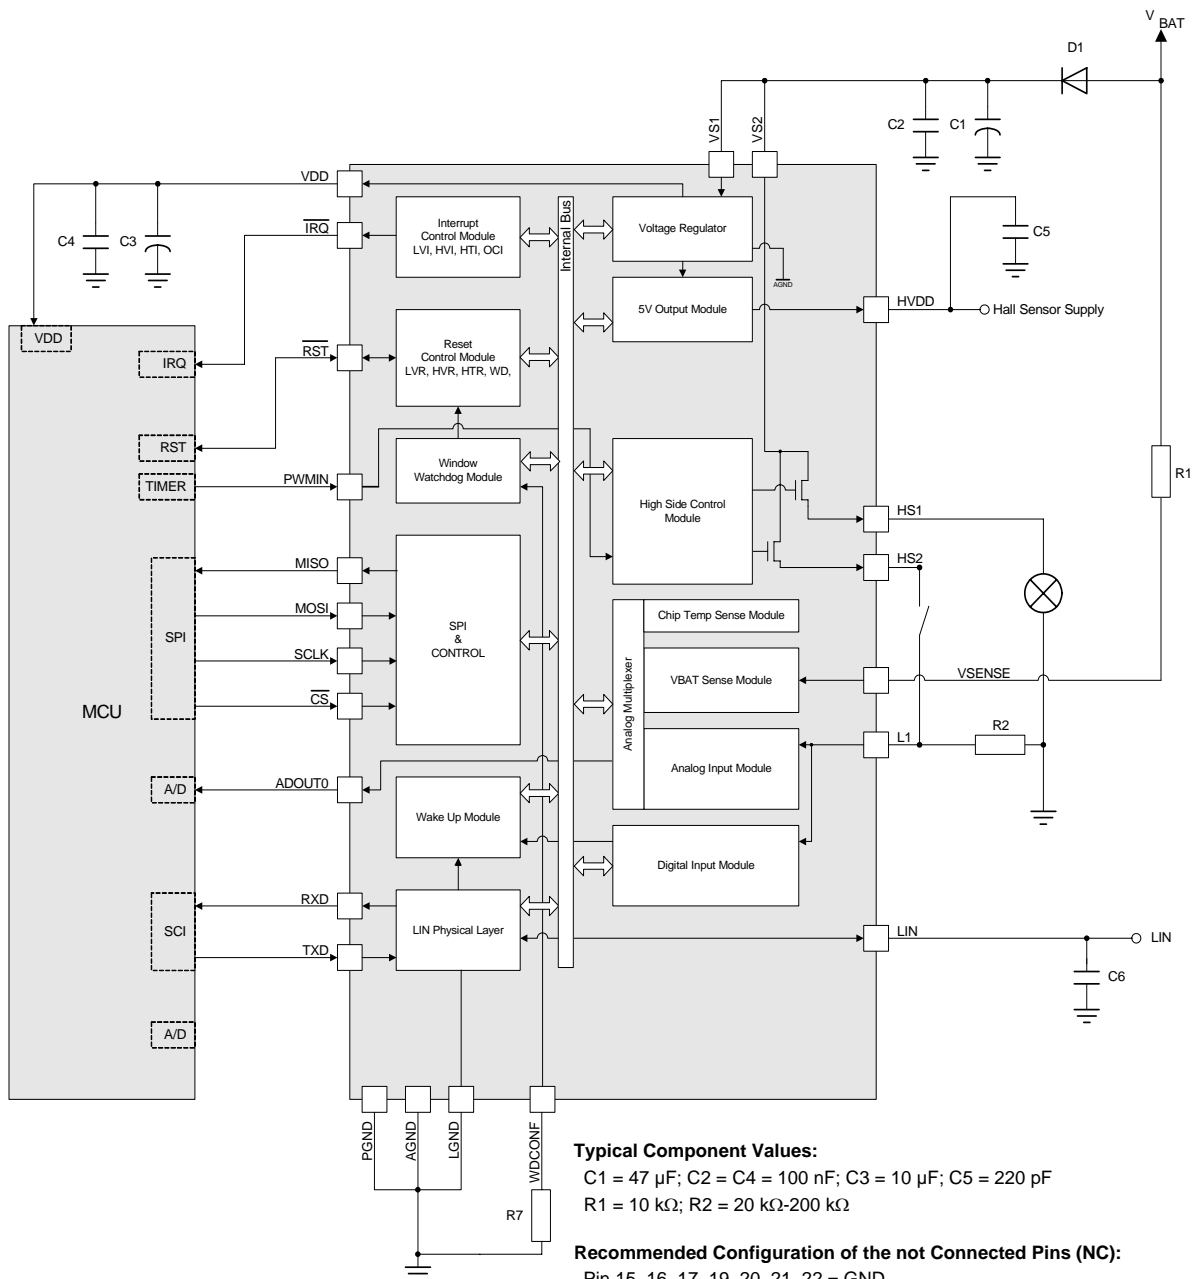 V BAT
D1
C2
C1
VS1
VS2
VDD
C4
C3
IRQ
Interrupt
Control Module
LVI, HVI, HTI, OCI
Internal Bus
Voltage Regulator
AGND
C5
5V Output Module
HVDD
Hall Sensor Supply
VDD
IRQ
RST
Reset
Control Module
LVR, HVR, HTR, WD,
RST
TIMER
PWMIN
Window
Watchdog Module
High Side Control
Module
R1
HS1
HS2
MISO
MOSI
SPI
SCLK
CS
SPI
&
CONTROL
Chip Temp Sense Module
Analog Multiplexer
VBAT Sense Module
VSENSE
MCU
Analog Input Module
L1
R2
A/D
ADOUT0
Wake Up Module
Digital Input Module
RXD
SCI
TXD
LIN Physical Layer
LIN
LIN
C6
A/D
PGND
AGND
LGND
WDCONF
R7
Typical Component Values:
C1 = 47 µF; C2 = C4 = 100 nF; C3 = 10 µF; C5 = 220 pF
R1 = 10 kΩ; R2 = 20 kΩ-200 kΩ
Recommended Configuration of the not Connected Pins (NC):
Pin 15, 16, 17, 19, 20, 21, 22 = GND